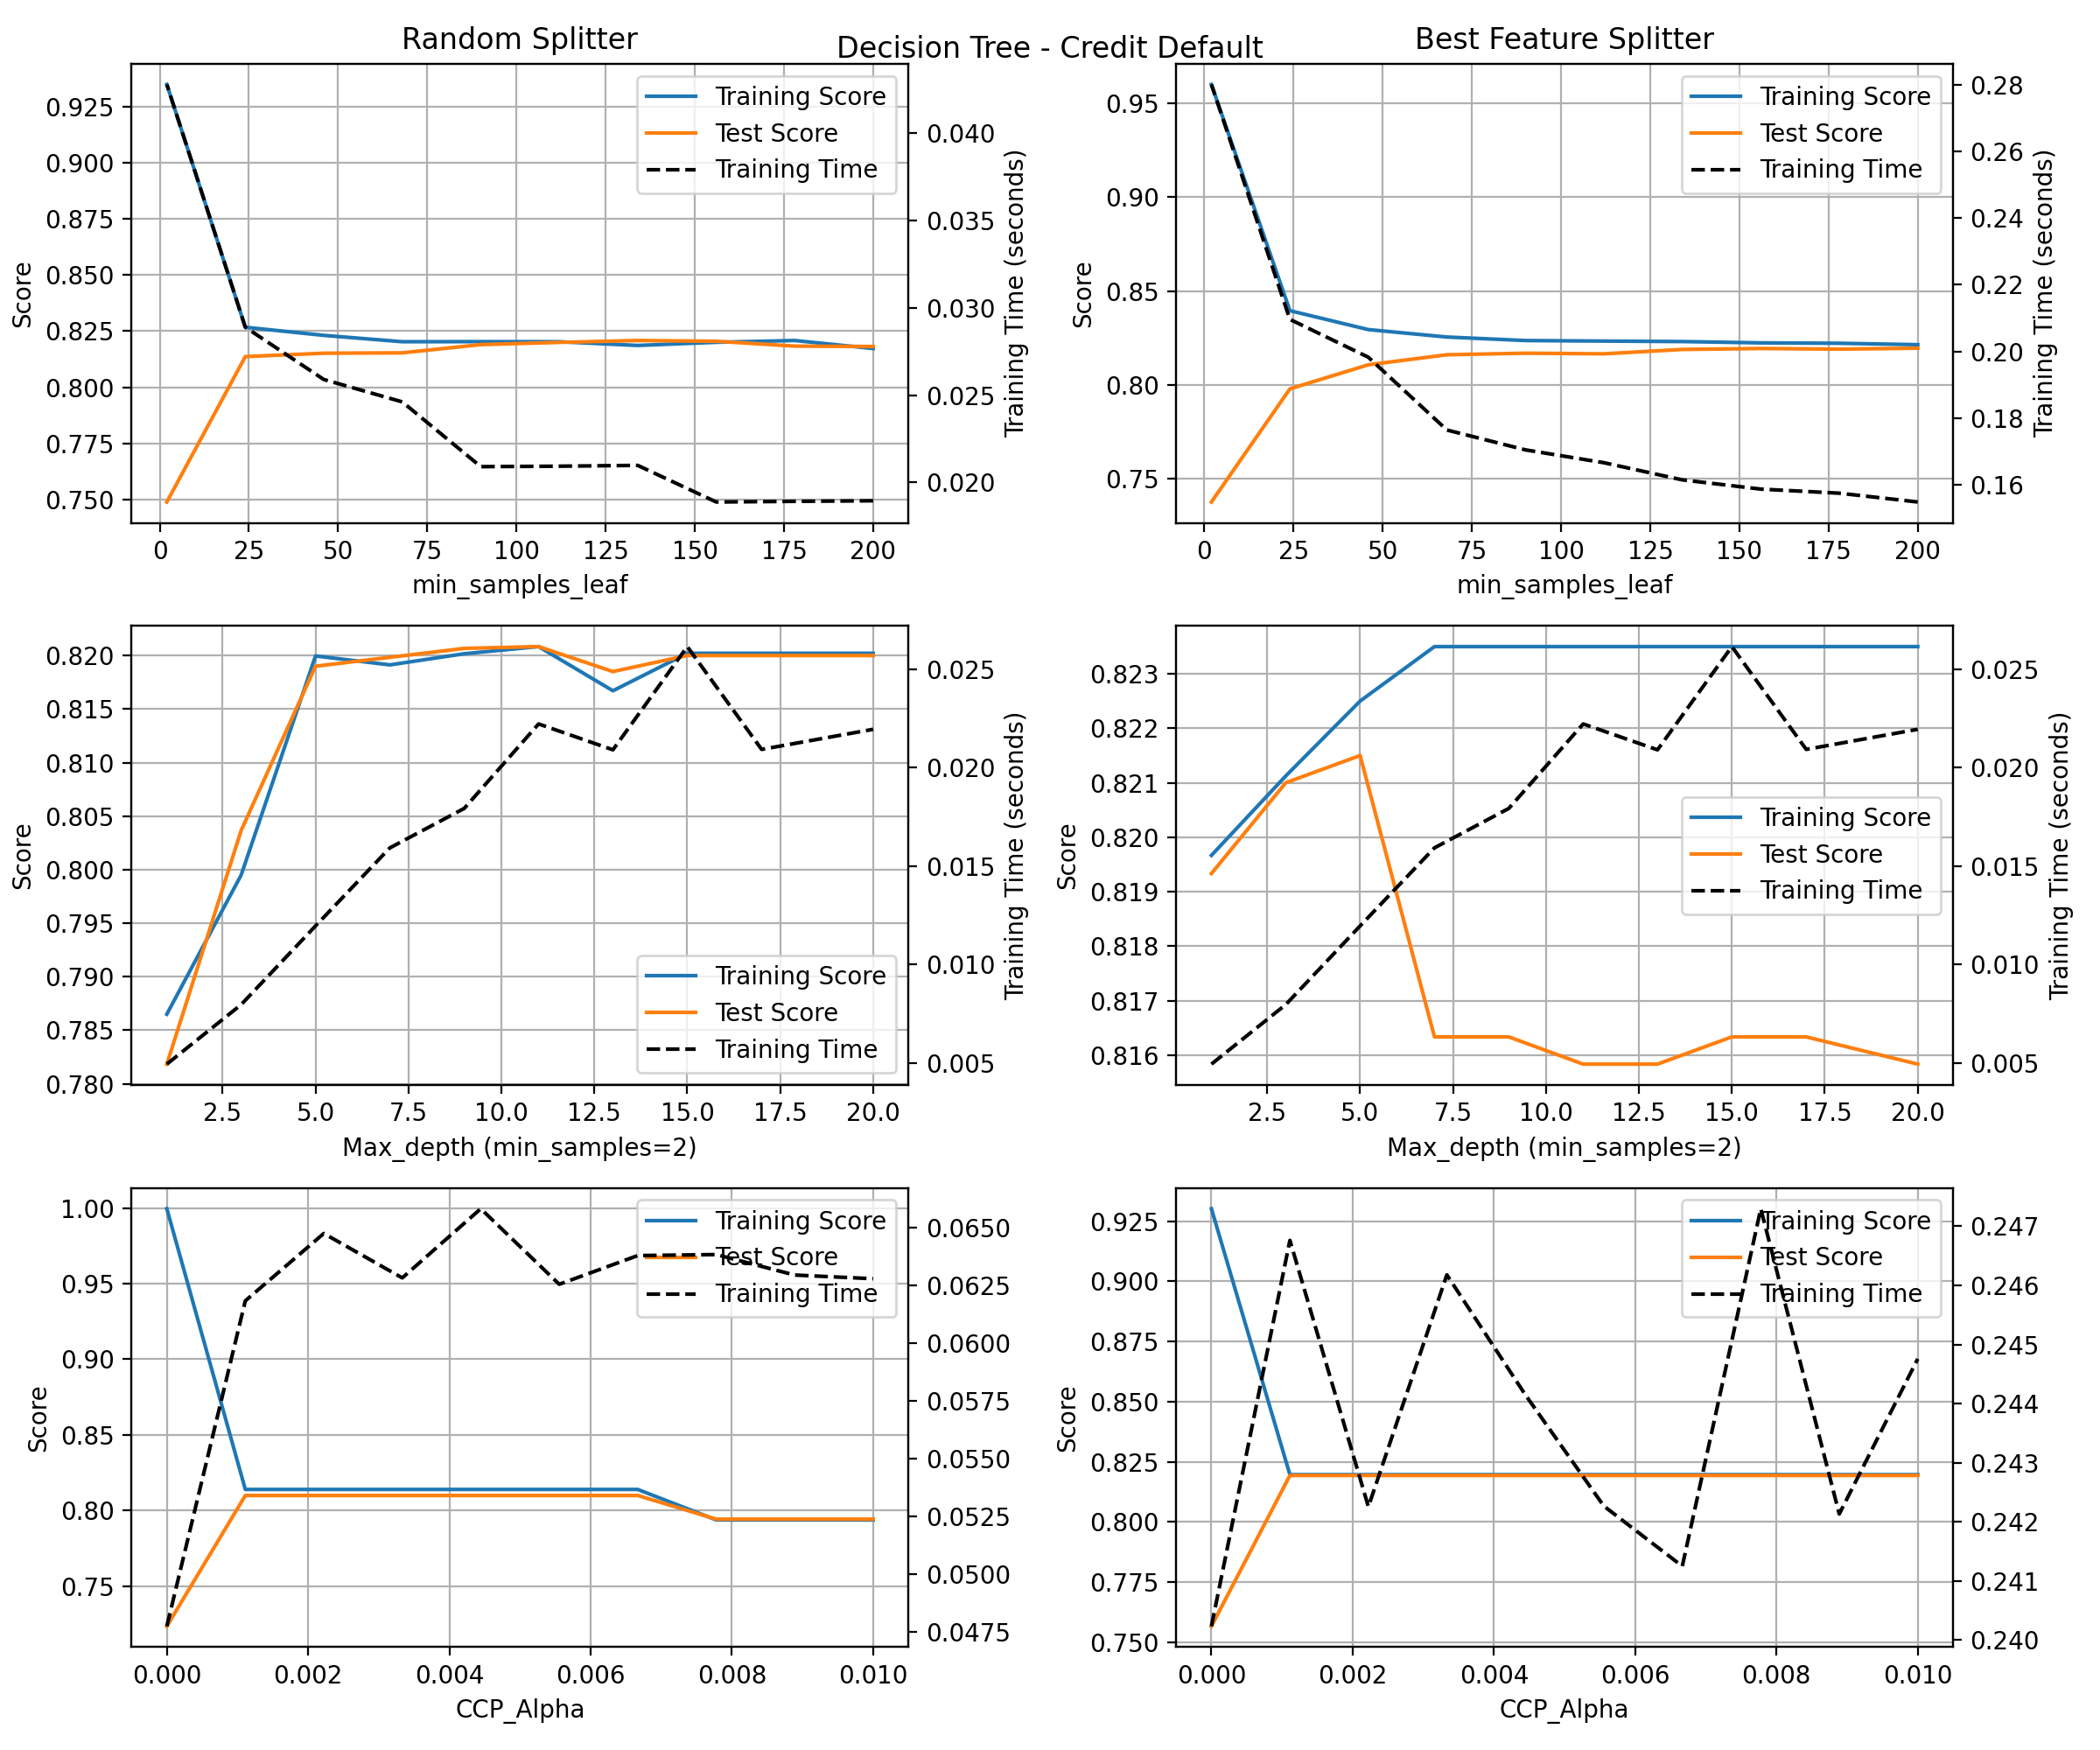 Decision Tree - Credit Default
Random Splitter
0.925
0.900
0.875
0.850
0.825
0.800
0.775
0.750
Score
0 25 50 75 100 125 150 175 200
min_samples_leaf
0.040
0.035
0.030
0.025
0.020
Training Time (seconds)
Training Score
Test Score
Training Time
Best Feature Splitter
0.95
0.90
0.85
0.80
0.75
Score
0 25 50 75 100 125 150 175 200
min_samples_leaf
0.28
0.26
0.24
0.22
0.20
0.18
0.16
Training Time (seconds)
Training Score
Test Score
Training Time
0.820
0.815
0.810
0.805
0.800
0.795
0.790
0.785
0.780
Score
2.5 5.0 7.5 10.0 12.5 15.0 17.5 20.0
Max_depth (min_samples=2)
0.025
0.020
0.015
0.010
0.005
Training Time (seconds)
Training Score
Test Score
Training Time
0.823
0.822
0.821
0.820
0.819
0.818
0.817
0.816
Score
2.5 5.0 7.5 10.0 12.5 15.0 17.5 20.0
Max_depth (min_samples=2)
0.025
0.020
0.015
0.010
0.005
Training Time (seconds)
Training Score
Test Score
Training Time
1.00
0.95
0.90
0.85
0.80
0.75
Score
0.000 0.002 0.004 0.006 0.008 0.010
CCP_Alpha
0.0650
0.0625
0.0600
0.0575
0.0550
0.0525
0.0500
0.0475
Training Score
Test Score
Training Time
0.925
0.900
0.875
0.850
0.825
0.800
0.775
0.750
Score
0.000 0.002 0.004 0.006 0.008 0.010
CCP_Alpha
0.247
0.246
0.245
0.244
0.243
0.242
0.241
0.240
Training Score
Test Score
Training Time